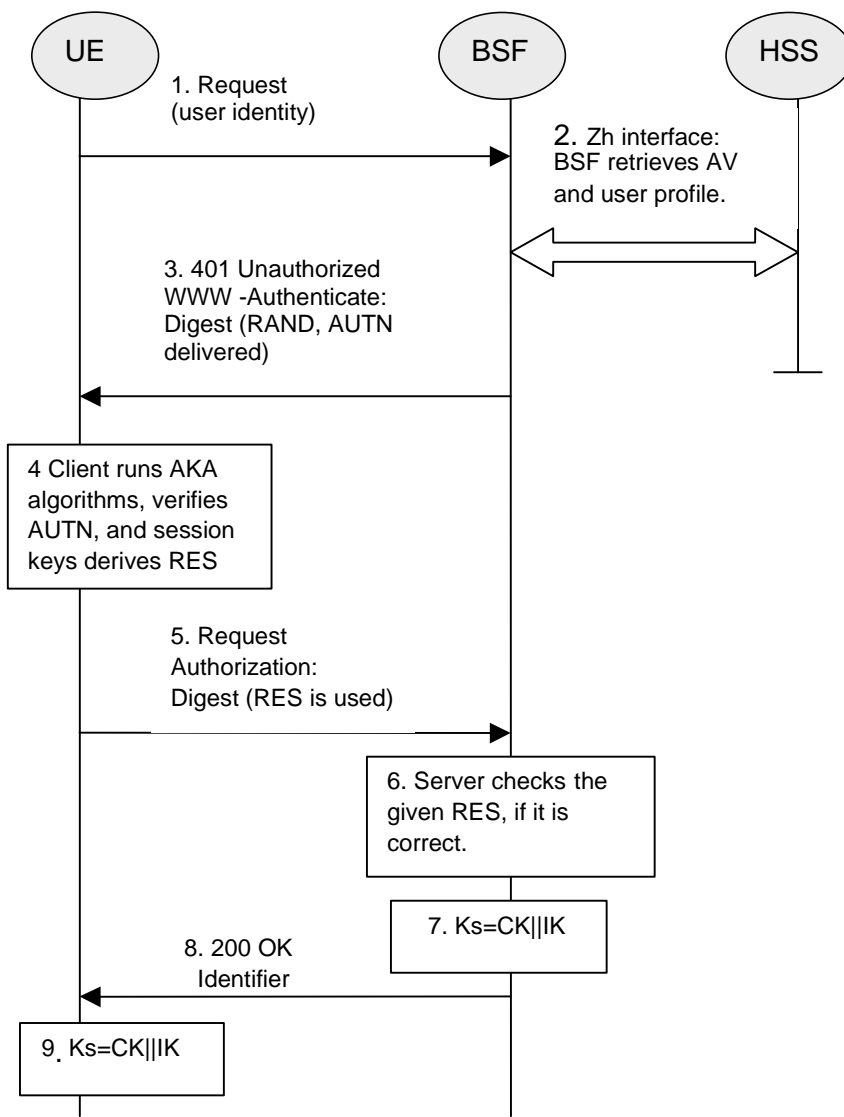 UE
BSF
HSS
1. Request
(user identity)
2. Zh interface:
BSF retrieves AV
and user profile.
3. 401 Unauthorized
WWW -Authenticate:
Digest (RAND, AUTN
delivered)
4 Client runs AKA
algorithms, verifies
AUTN, and session
keys derives RES
5. Request
Authorization:
Digest (RES is used)
6. Server checks the
given RES, if it is
correct.
7. Ks=CK||IK
8. 200 OK
Identifier
9. Ks=CK||IK